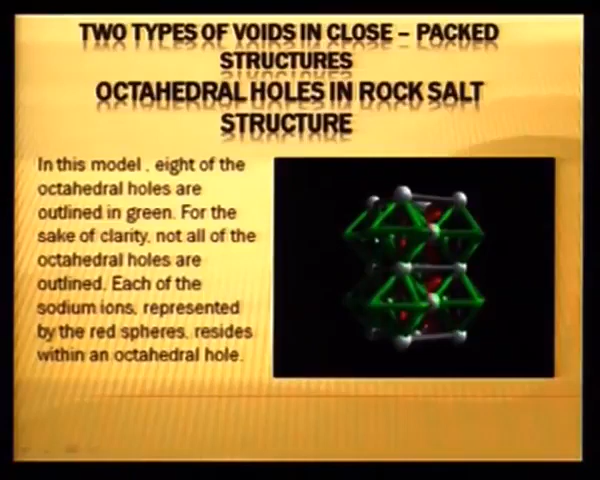 TWO TYPES OF VOIDS IN CLOSE – PACKED
STRUCTURES
OCTAHEDRAL HOLES IN ROCK SALT
STRUCTURE
In this model , eight of the
octahedral holes are
outlined in green. For the
sake of clarity, not all of the
octahedral holes are
outlined. Each of the
sodium ions, represented
by the red spheres, resides
within an octahedral hole.